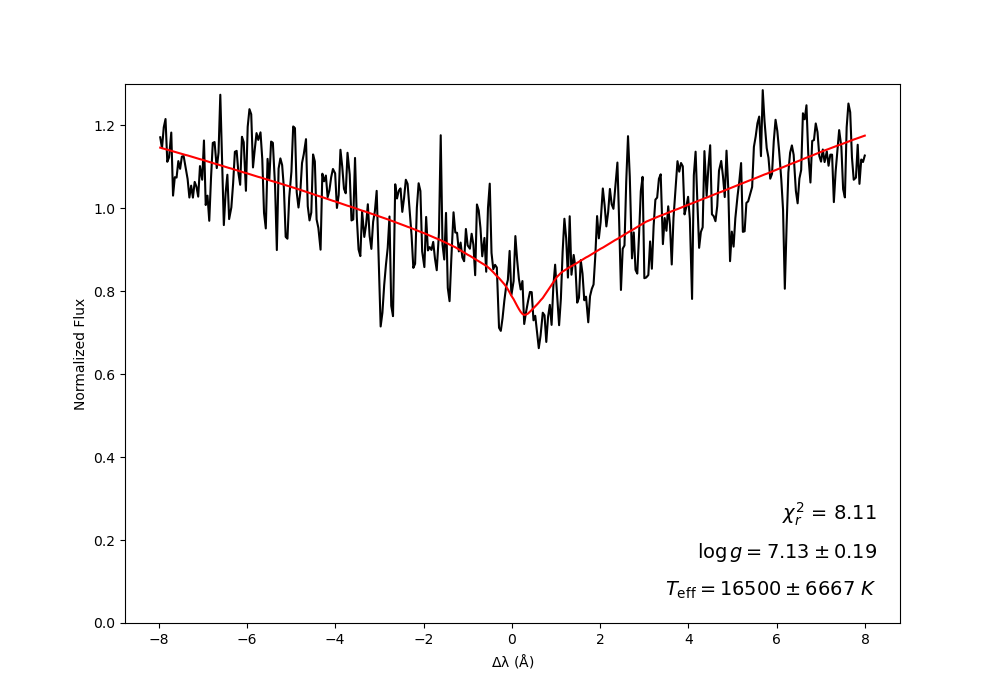 1.2
1.0
0.8
0.6
0.4
0.2
0.0
Normalized Flux
χ²ᵣ = 8.11
log g = 7.13 ± 0.19
T_eff = 16500 ± 6667 K
−8 −6 −4 −2 0 2 4 6 8
Δλ (Å)